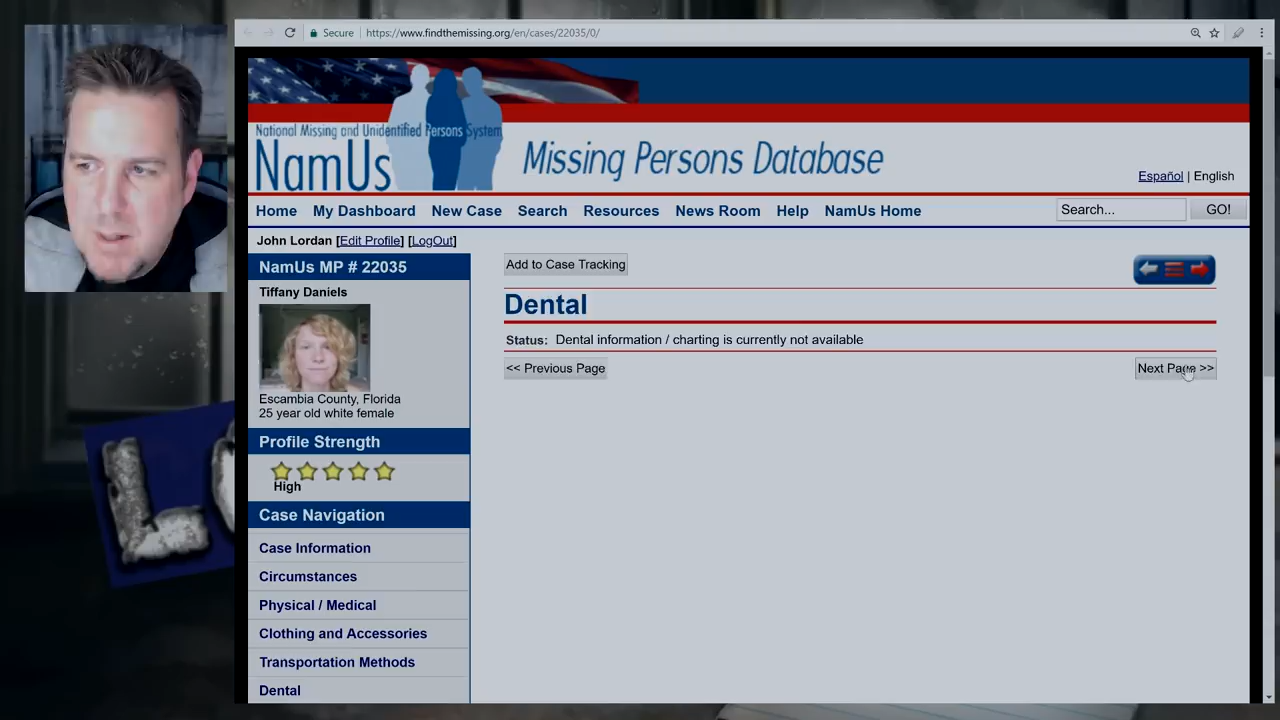 Secure
https://www.findthemissing.org/en/cases/22035/0/
National Missing and Unidentified Persons System
NamUs
Missing Persons Database
Español | English
Home My Dashboard New Case Search Resources News Room Help NamUs Home
Search... GO!
John Lordan [Edit Profile] [LogOut]
NamUs MP # 22035
Tiffany Daniels
Escambia County, Florida
25 year old white female
Profile Strength
High
Case Navigation
Case Information
Circumstances
Physical / Medical
Clothing and Accessories
Transportation Methods
Dental
Add to Case Tracking
Dental
Status: Dental information / charting is currently not available
<< Previous Page
Next Page >>